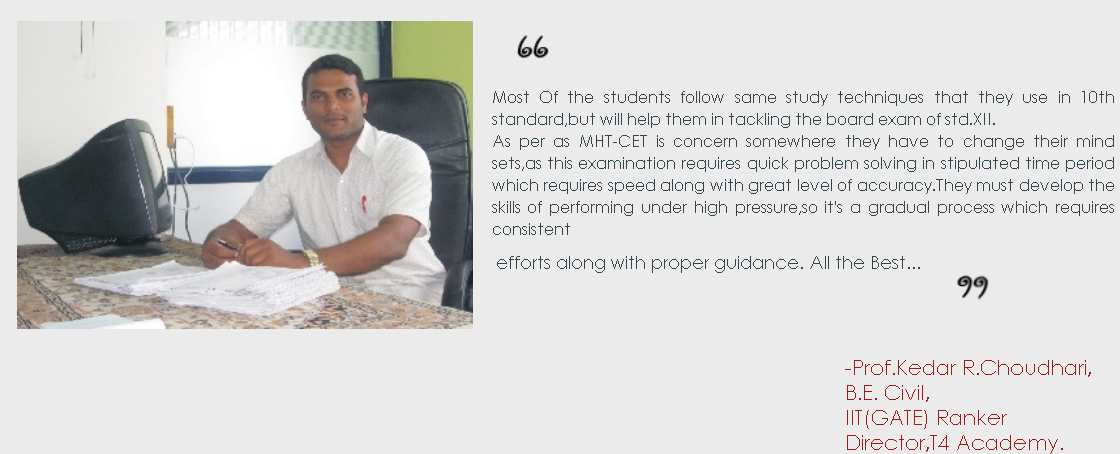 “
Most Of the students follow same study techniques that they use in 10th
standard,but will help them in tackling the board exam of std.XII.
As per as MHT-CET is concern somewhere they have to change their mind
sets,as this examination requires quick problem solving in stipulated time period
which requires speed along with great level of accuracy.They must develop the
skills of performing under high pressure,so it's a gradual process which requires
consistent
efforts along with proper guidance. All the Best...
”
-Prof.Kedar R.Choudhari,
B.E. Civil,
IIT(GATE) Ranker
Director,T4 Academy.